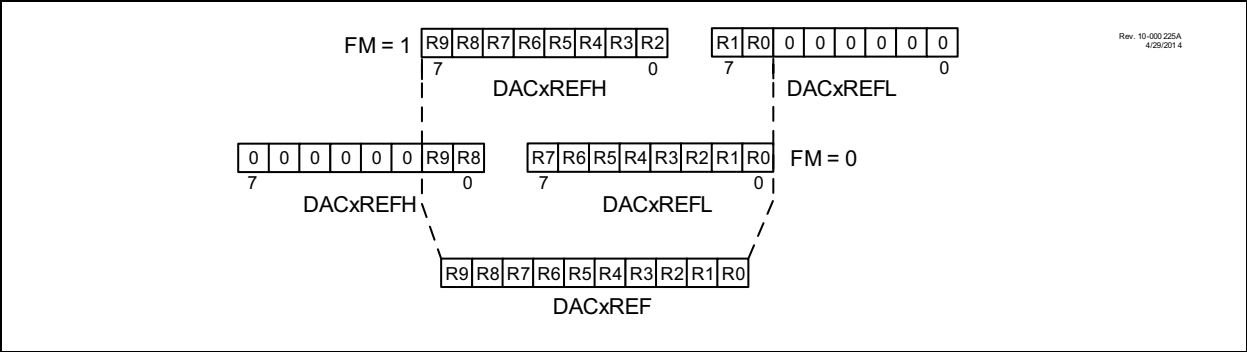 FM = 1 R9 R8 R7 R6 R5 R4 R3 R2 R1 R0 0 0 0 0 0 0
7 0 7 0
DACxREFH DACxREFL
Rev. 10-000 225A
4/29/201 4
0 0 0 0 0 0 R9 R8 R7 R6 R5 R4 R3 R2 R1 R0 FM = 0
7 0 7 0
DACxREFH DACxREFL
R9 R8 R7 R6 R5 R4 R3 R2 R1 R0
DACxREF